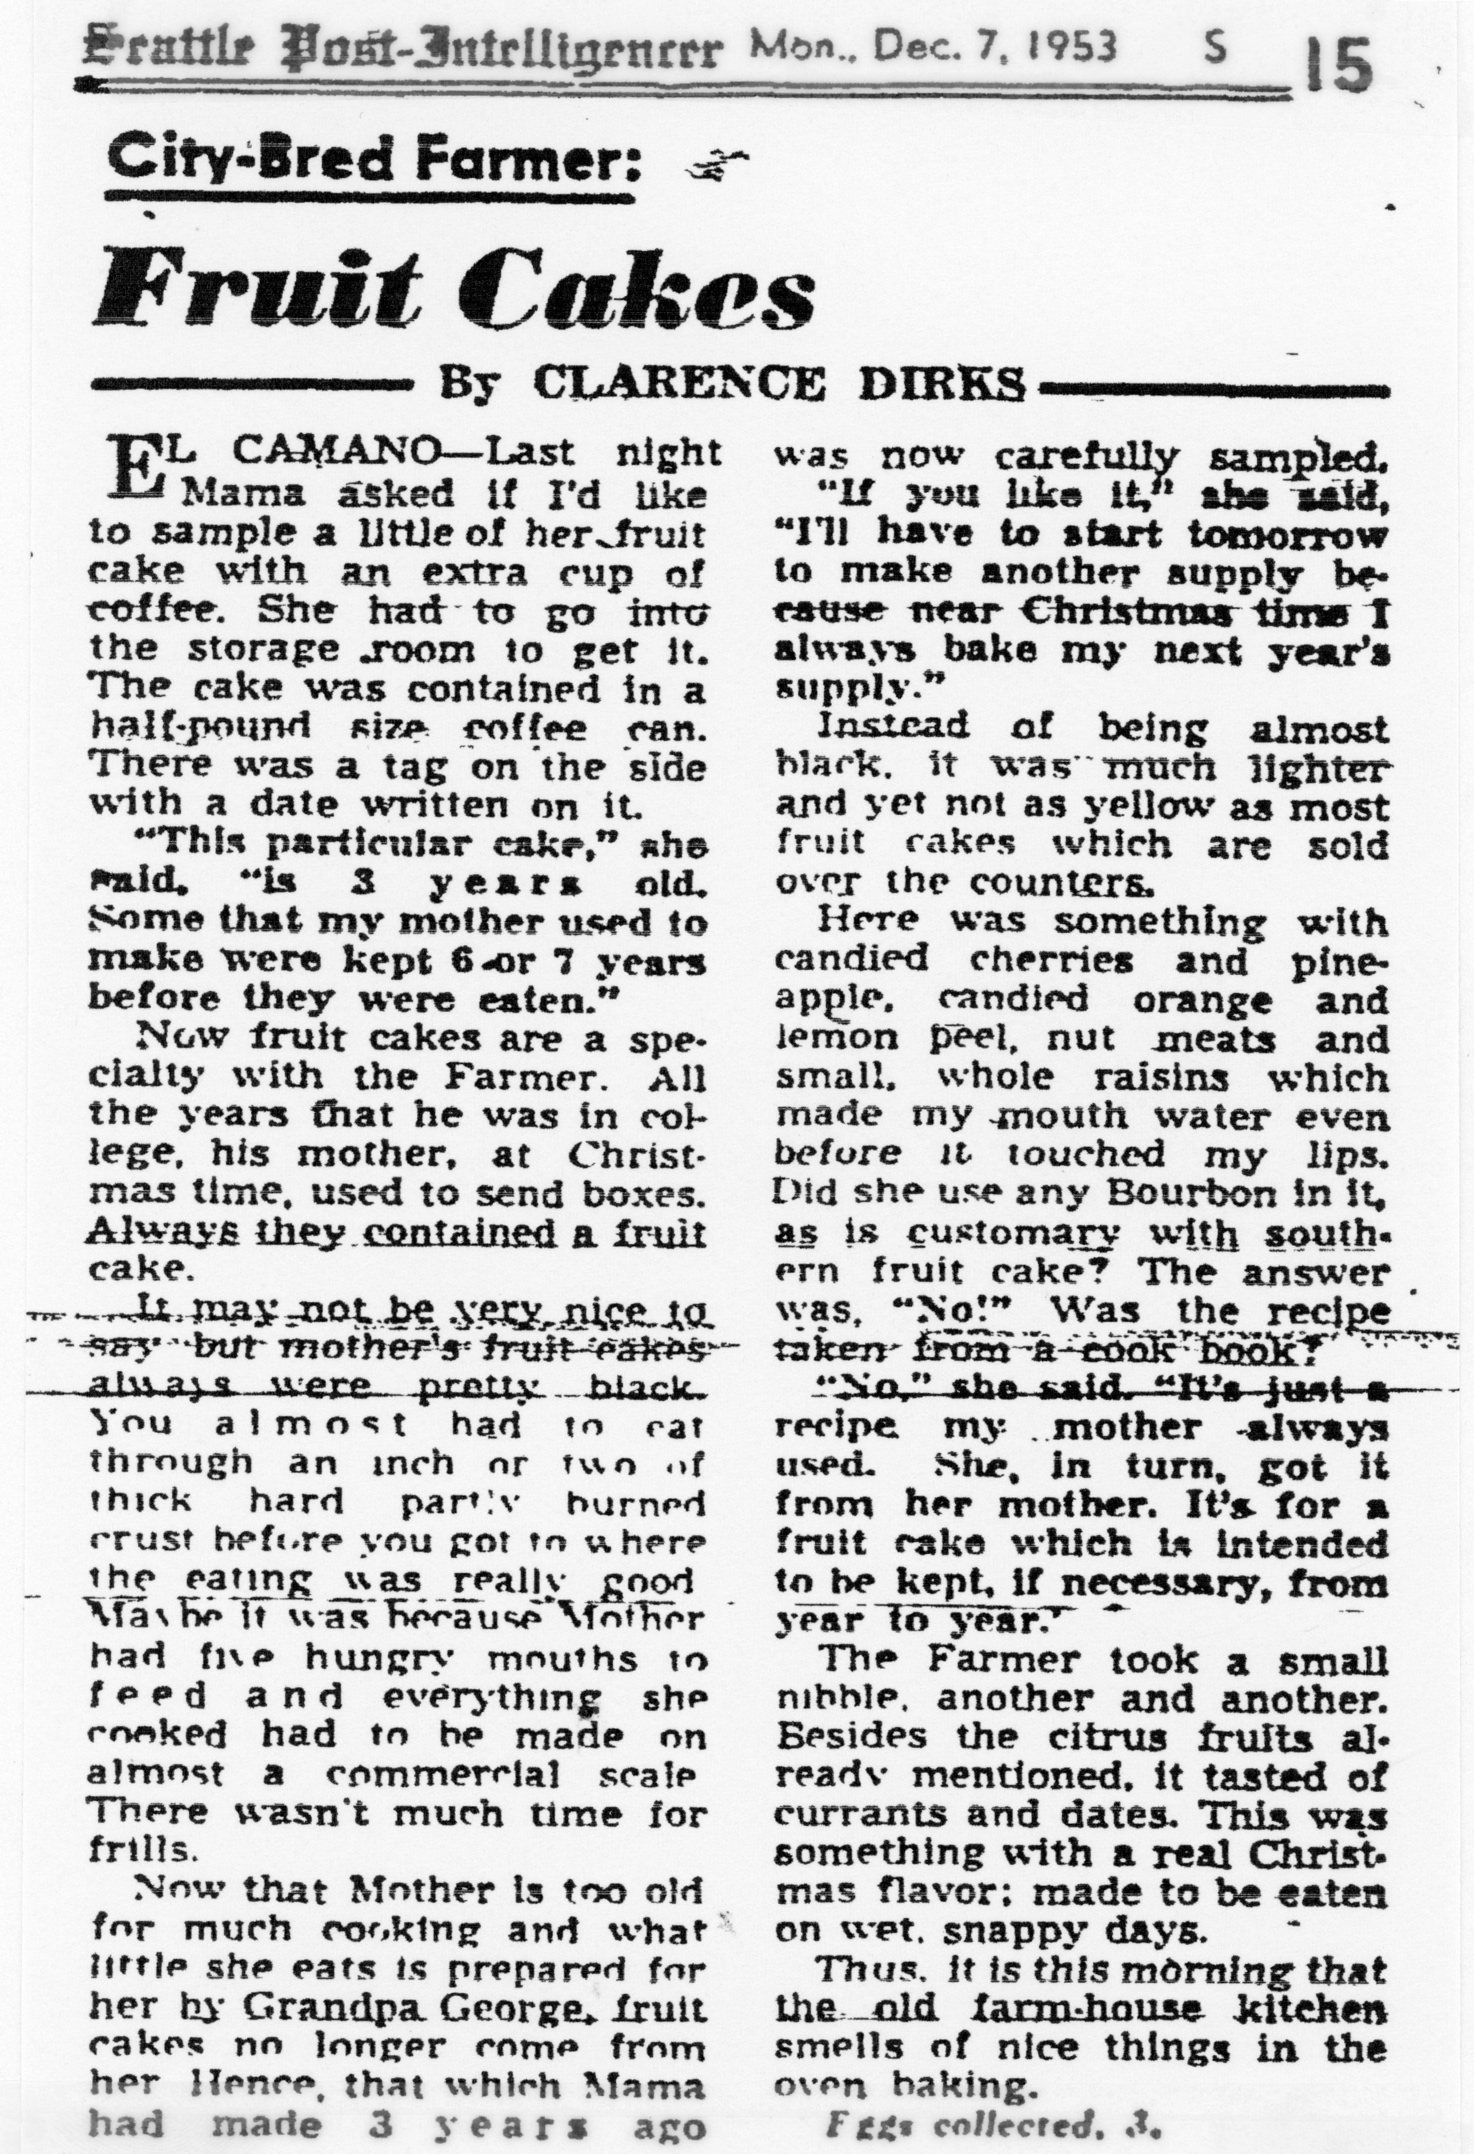 Seattle Post-Intelligencer Mon., Dec. 7, 1953 S 15
City-Bred Farmer:
Fruit Cakes
By CLARENCE DIRKS
EL CAMANO—Last night
Mama asked if I'd like
to sample a little of her fruit
cake with an extra cup of
coffee. She had to go into
the storage room to get it.
The cake was contained in a
half-pound size coffee can.
There was a tag on the side
with a date written on it.
"This particular cake," she
said, "is 3 years old.
Some that my mother used to
make were kept 6 or 7 years
before they were eaten."
Now fruit cakes are a spe-
cialty with the Farmer. All
the years that he was in col-
lege, his mother, at Christ-
mas time, used to send boxes.
Always they contained a fruit
cake.
It may not be very nice to
say but mother's fruit cakes
always were pretty black.
You almost had to eat
through an inch or two of
thick hard partly burned
crust before you got to where
the eating was really good
Maybe it was because Mother
had five hungry mouths to
feed and everything she
cooked had to be made on
almost a commercial scale
There wasn't much time for
frills.
Now that Mother is too old
for much cooking and what
little she eats is prepared for
her by Grandpa George, fruit
cakes no longer come from
her Hence, that which Mama
had made 3 years ago
was now carefully sampled.
"If you like it," she said,
"I'll have to start tomorrow
to make another supply be-
cause near Christmas time I
always bake my next year's
supply."
Instead of being almost
black, it was much lighter
and yet not as yellow as most
fruit cakes which are sold
over the counters.
Here was something with
candied cherries and pine-
apple, candied orange and
lemon peel, nut meats and
small, whole raisins which
made my mouth water even
before it touched my lips.
Did she use any Bourbon in it,
as is customary with south-
ern fruit cake? The answer
was, "No!" Was the recipe
taken from a cook book?
"No," she said. "It's just a
recipe my mother always
used. She, in turn, got it
from her mother. It's for a
fruit cake which is intended
to be kept, if necessary, from
year to year."
The Farmer took a small
nibble, another and another.
Besides the citrus fruits al-
ready mentioned, it tasted of
currants and dates. This was
something with a real Christ-
mas flavor; made to be eaten
on wet, snappy days.
Thus, it is this morning that
the old farm-house kitchen
smells of nice things in the
oven baking.
Eggs collected, 3.